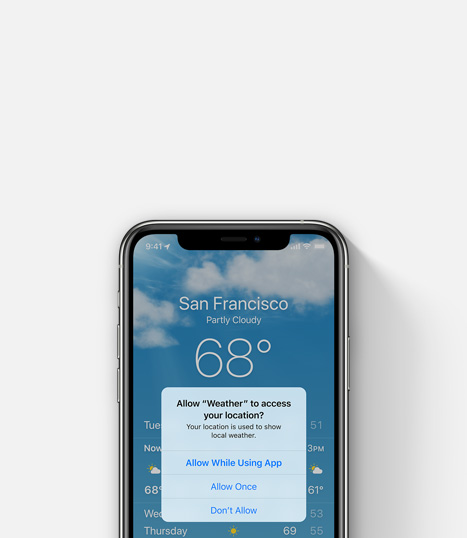 9:41
San Francisco
Partly Cloudy
68°
Allow “Weather” to access
your location?
Your location is used to show
local weather.
Tue
51
Now
3PM
Allow While Using App
68°
61°
Allow Once
Don’t Allow
Wed
53
Thursday 69 55